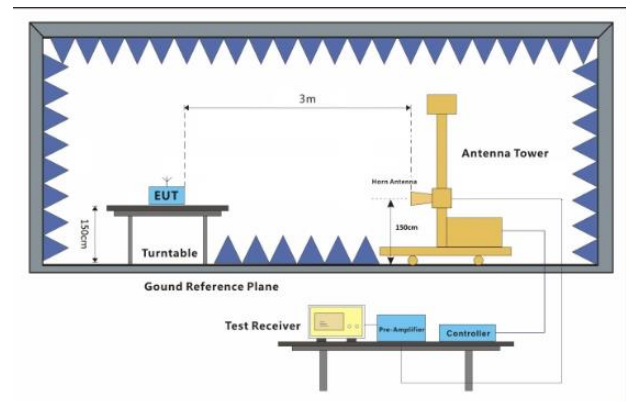 3m
Antenna Tower
Horn Antenna
EUT
150cm
150cm
Turntable
Gound Reference Plane
Test Receiver
Pre-Amplifier
Controller